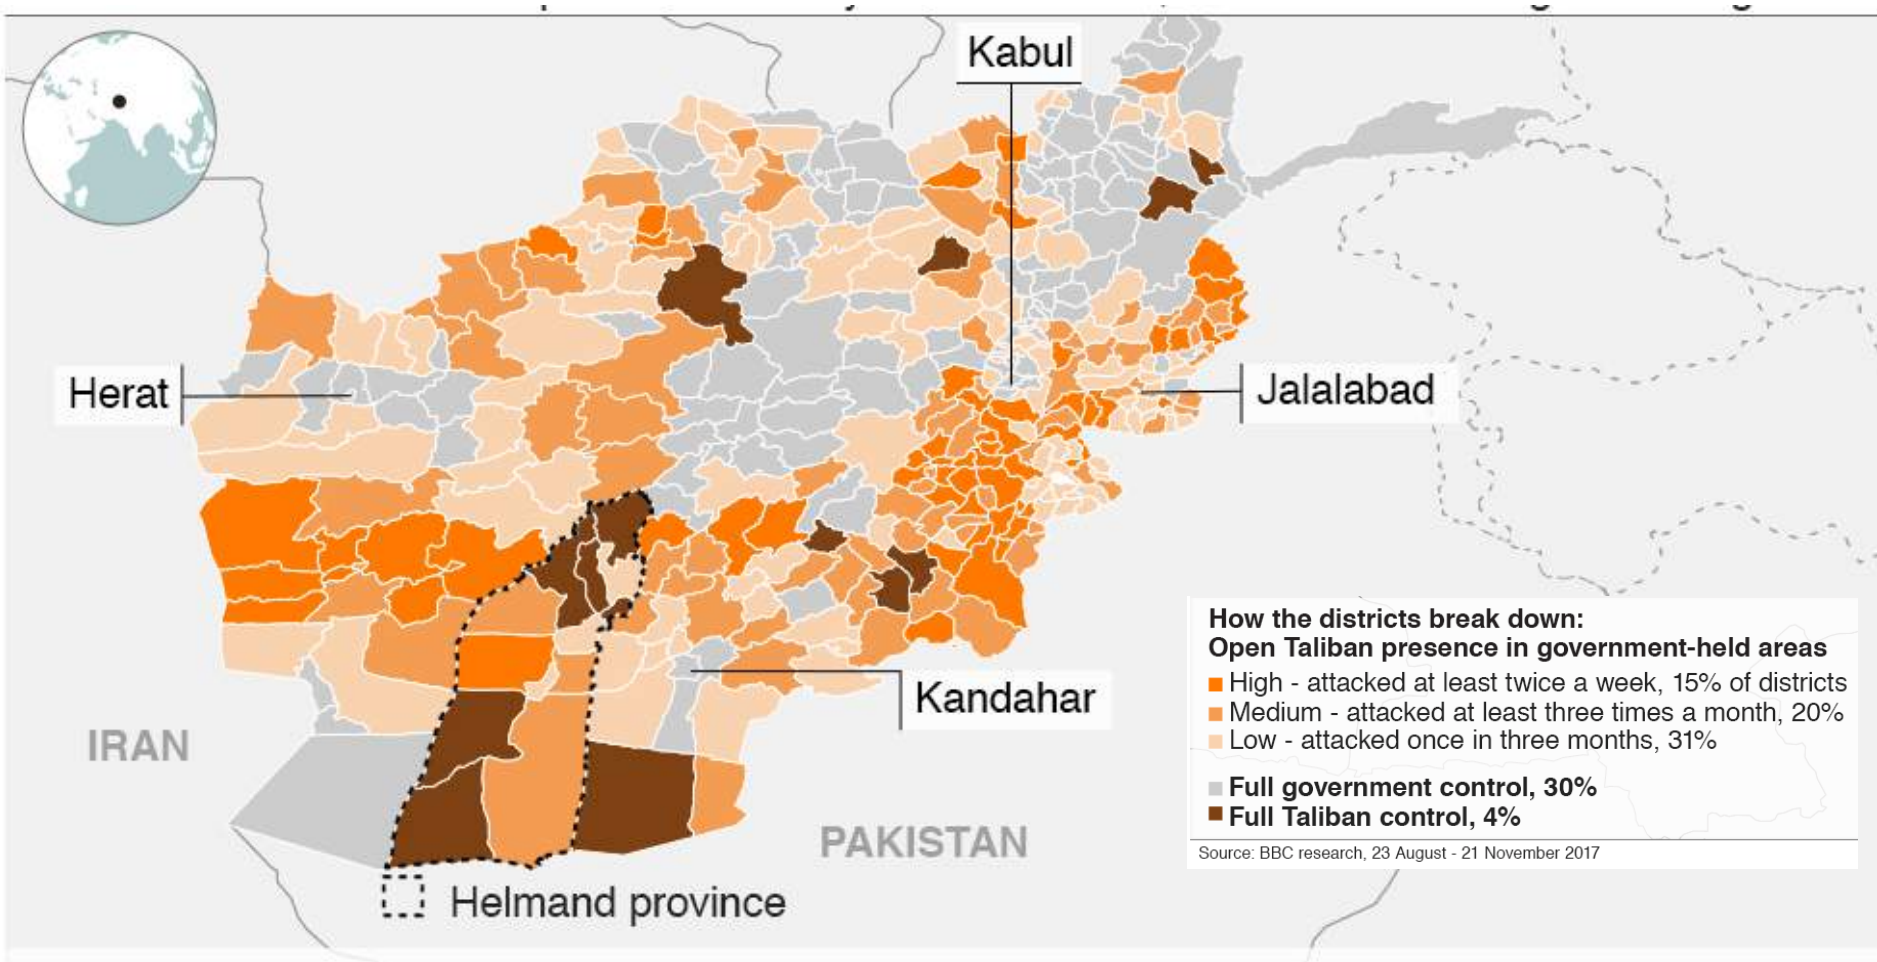 Kabul
Herat
Jalalabad
Kandahar
IRAN
PAKISTAN
Helmand province
How the districts break down:
Open Taliban presence in government-held areas
High - attacked at least twice a week, 15% of districts
Medium - attacked at least three times a month, 20%
Low - attacked once in three months, 31%
Full government control, 30%
Full Taliban control, 4%
Source: BBC research, 23 August - 21 November 2017